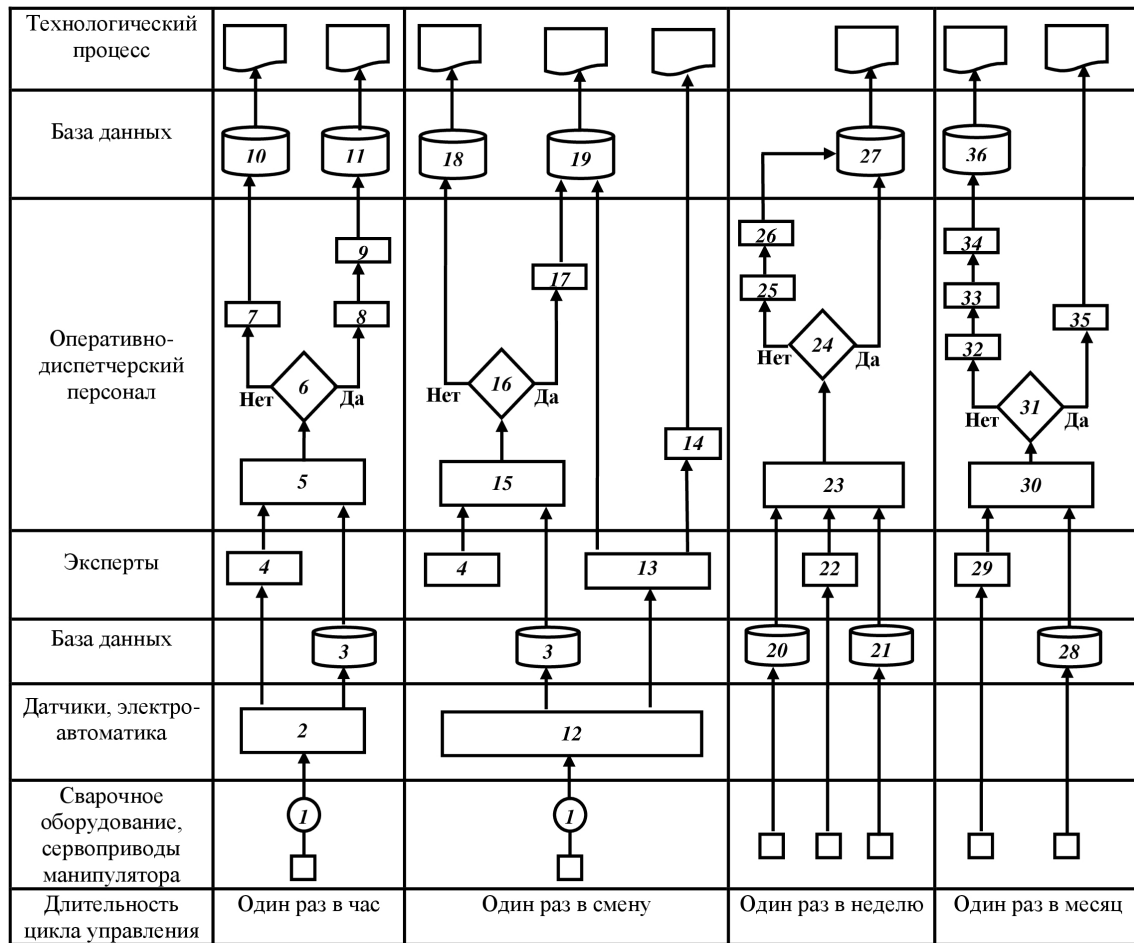 Технологический
процесс
База данных
10
11
18
19
27
36
26
34
9
17
25
33
7
8
35
Оперативно-
диспетчерский
персонал
24
Нет
Да
32
6
Нет
Да
16
Нет
Да
31
Нет
Да
14
5
15
23
30
Эксперты
4
4
13
22
29
База данных
3
3
20
21
28
Датчики, электро-
автоматика
2
12
Сварочное
оборудование,
сервоприводы
манипулятора
1
1
Длительность
цикла управления
Один раз в час
Один раз в смену
Один раз в неделю
Один раз в месяц